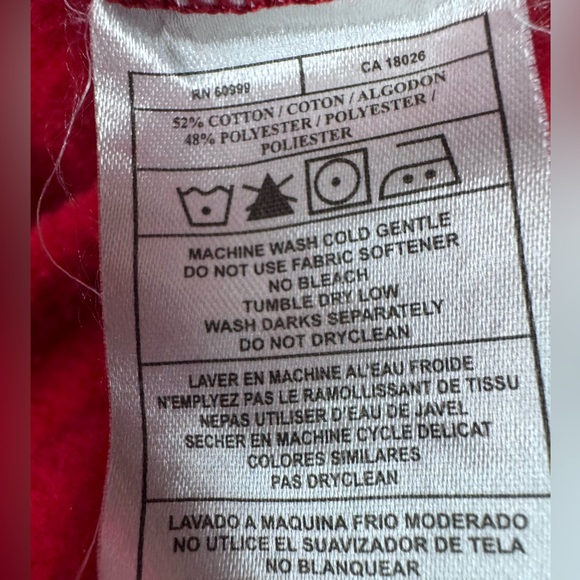 RN 60999 CA 18026
52% COTTON / COTON / ALGODON
48% POLYESTER / POLYESTER /
POLIESTER
MACHINE WASH COLD GENTLE
DO NOT USE FABRIC SOFTENER
NO BLEACH
TUMBLE DRY LOW
WASH DARKS SEPARATELY
DO NOT DRYCLEAN
LAVER EN MACHINE AL'EAU FROIDE
N'EMPLYEZ PAS LE RAMOLLISSANT DE TISSU
NEPAS UTILISER D'EAU DE JAVEL
SECHER EN MACHINE CYCLE DELICAT
COLORES SIMILARES
PAS DRYCLEAN
LAVADO A MAQUINA FRIO MODERADO
NO UTLICE EL SUAVIZADOR DE TELA
NO BLANQUEAR